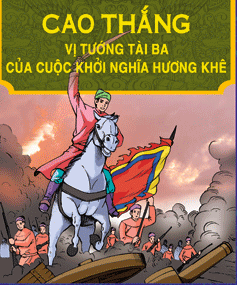 CAO THẮNG
VỊ TƯỚNG TÀI BA
CỦA CUỘC KHỞI NGHĨA HƯƠNG KHÊ